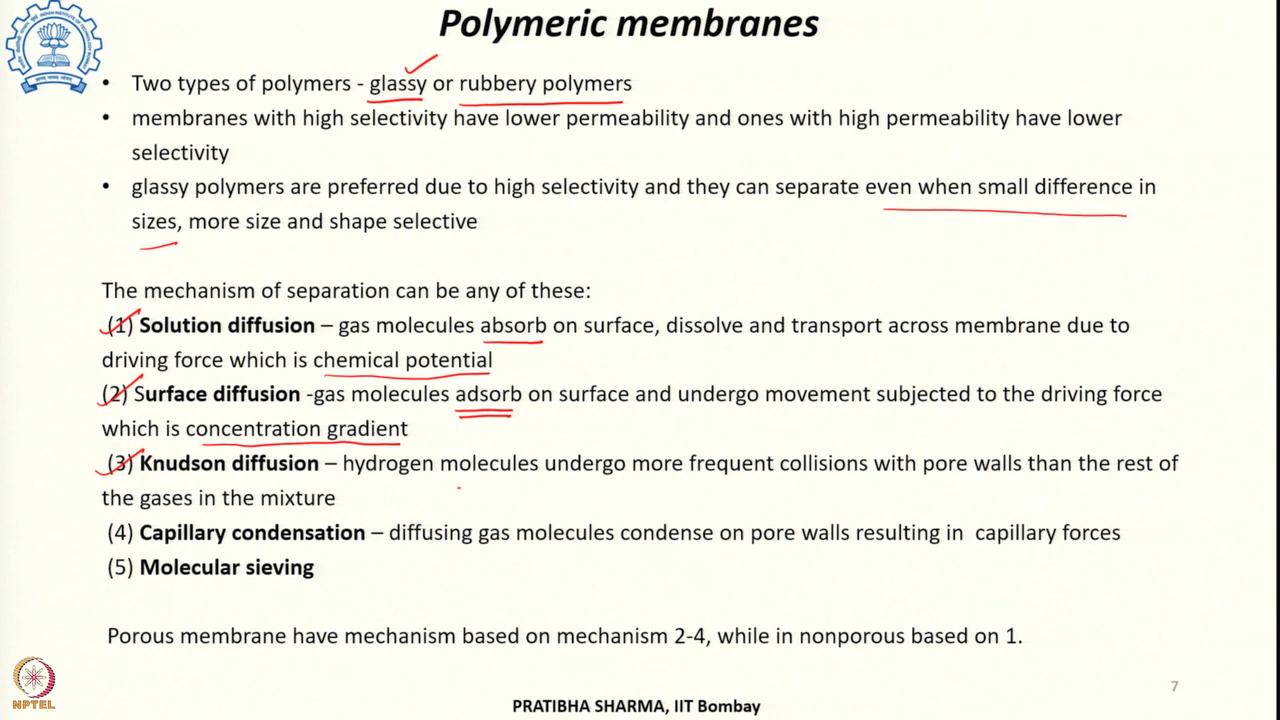 Polymeric membranes
• Two types of polymers - glassy or rubbery polymers
• membranes with high selectivity have lower permeability and ones with high permeability have lower
selectivity
• glassy polymers are preferred due to high selectivity and they can separate even when small difference in
sizes, more size and shape selective
The mechanism of separation can be any of these:
(1) Solution diffusion – gas molecules absorb on surface, dissolve and transport across membrane due to
driving force which is chemical potential
(2) Surface diffusion -gas molecules adsorb on surface and undergo movement subjected to the driving force
which is concentration gradient
(3) Knudson diffusion – hydrogen molecules undergo more frequent collisions with pore walls than the rest of
the gases in the mixture
(4) Capillary condensation – diffusing gas molecules condense on pore walls resulting in capillary forces
(5) Molecular sieving
Porous membrane have mechanism based on mechanism 2-4, while in nonporous based on 1.
7
NPTEL
PRATIBHA SHARMA, IIT Bombay